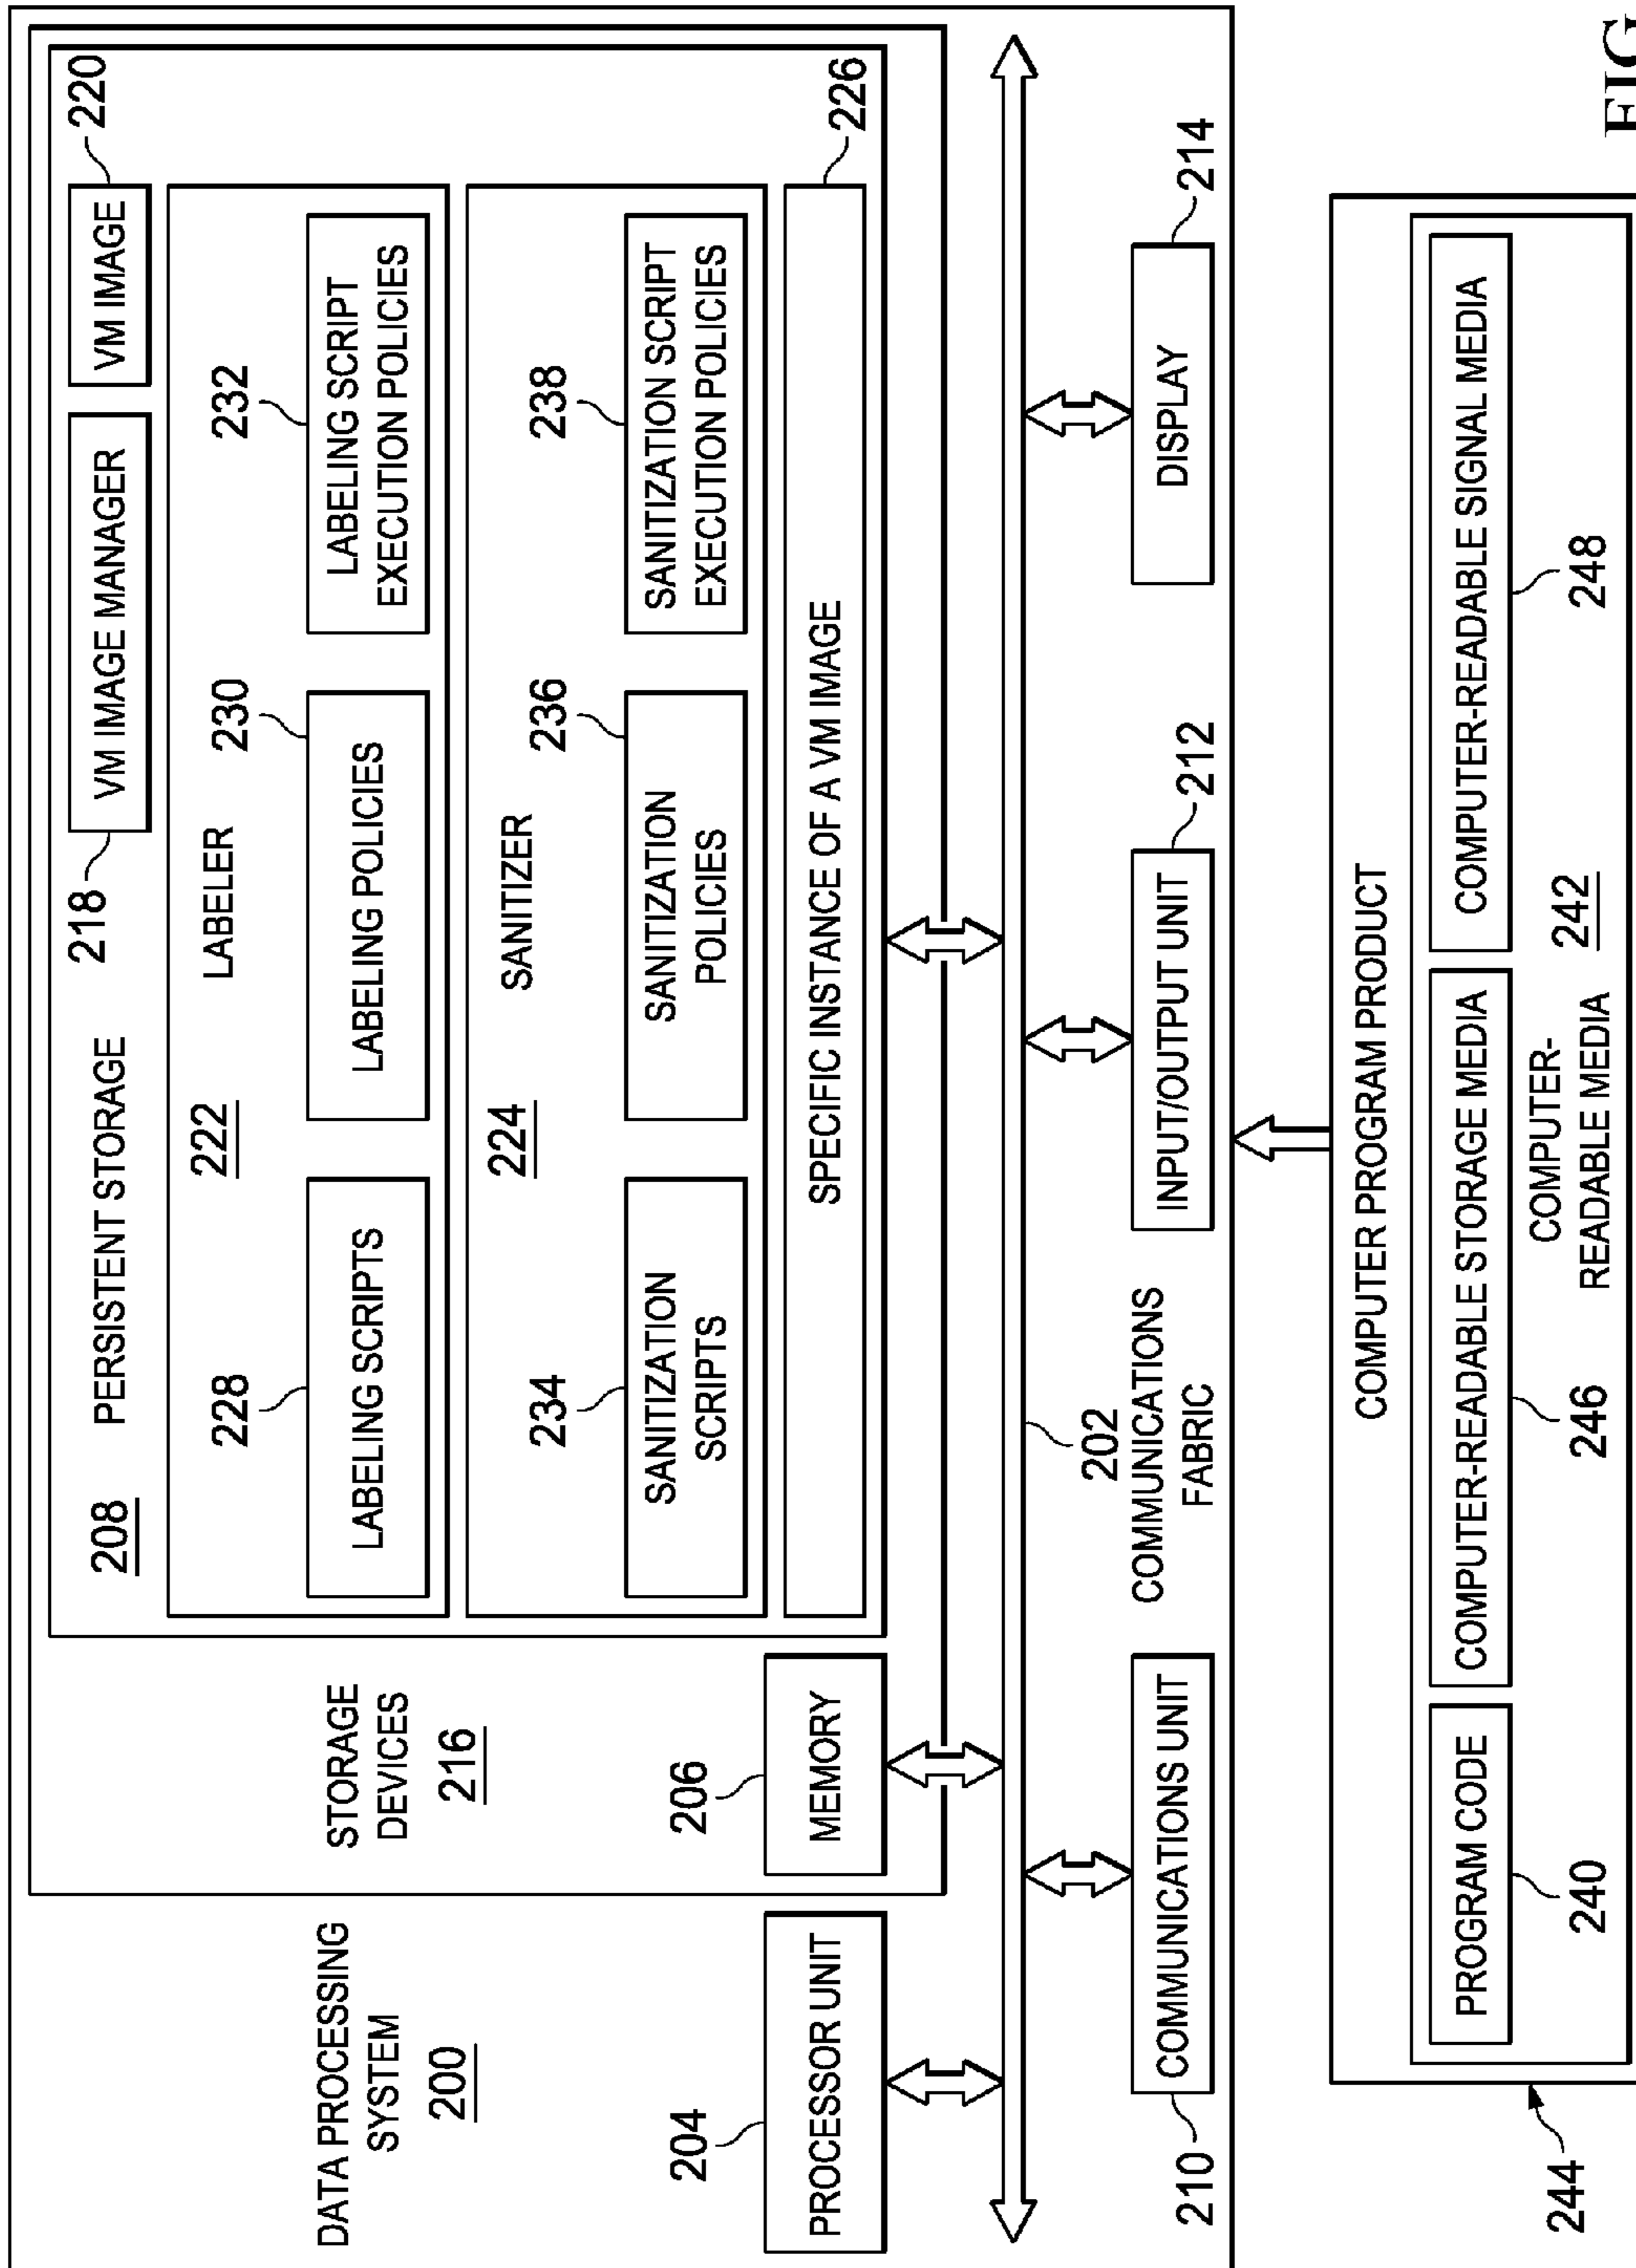 DATA PROCESSING
SYSTEM
200
STORAGE
DEVICES
216
208
PERSISTENT STORAGE
218
VM IMAGE MANAGER
VM IMAGE
220
222
LABELER
228
230
232
LABELING SCRIPTS
LABELING POLICIES
LABELING SCRIPT
EXECUTION POLICIES
224
SANITIZER
234
236
238
SANITIZATION
SCRIPTS
SANITIZATION
POLICIES
SANITIZATION SCRIPT
EXECUTION POLICIES
SPECIFIC INSTANCE OF A VM IMAGE
226
204
PROCESSOR UNIT
206
MEMORY
202
COMMUNICATIONS
FABRIC
210
COMMUNICATIONS UNIT
INPUT/OUTPUT UNIT
212
DISPLAY
214
244
COMPUTER PROGRAM PRODUCT
PROGRAM CODE
COMPUTER-READABLE STORAGE MEDIA
COMPUTER-READABLE SIGNAL MEDIA
240
246
COMPUTER-
READABLE MEDIA
242
248
FIG